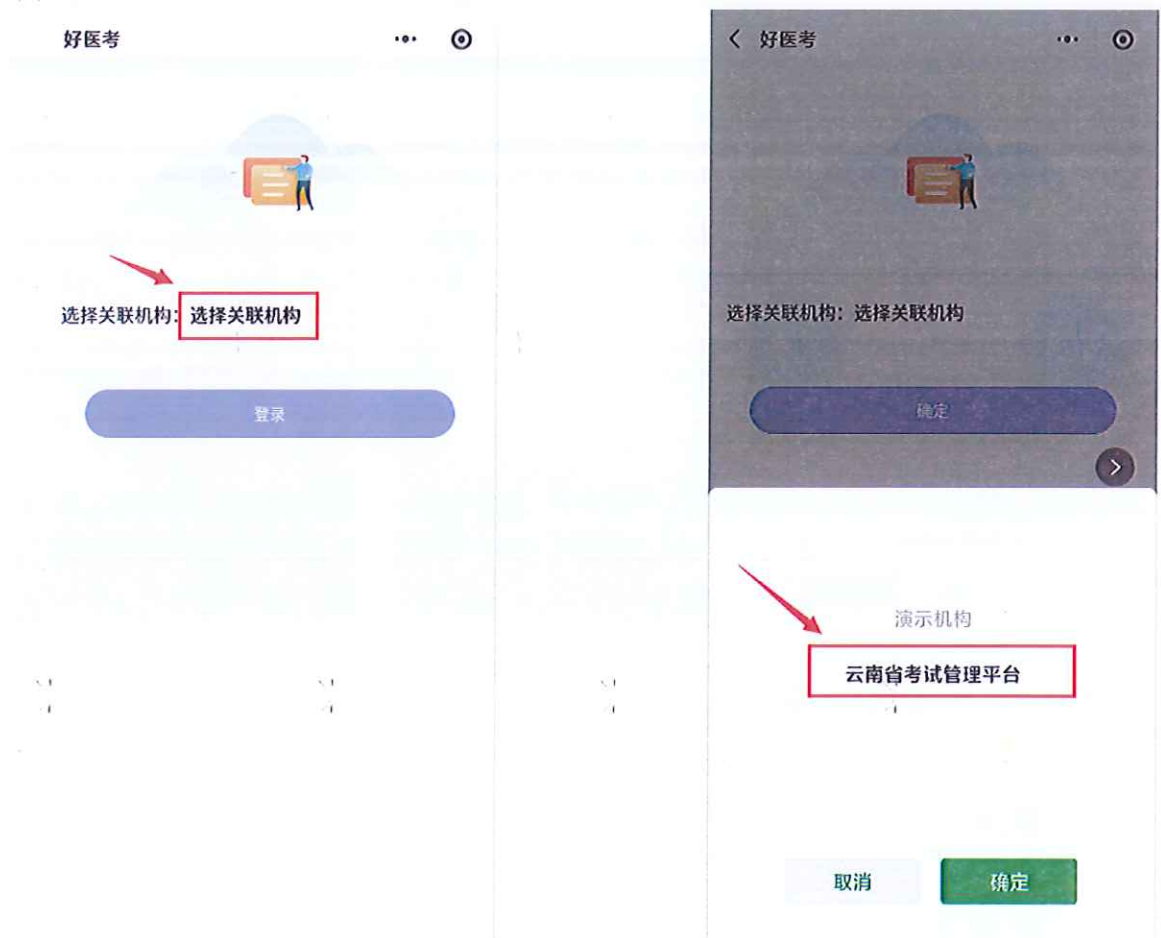 好医考
选择关联机构：选择关联机构
登录
好医考
选择关联机构：选择关联机构
确定
演示机构
云南省考试管理平台
取消
确定